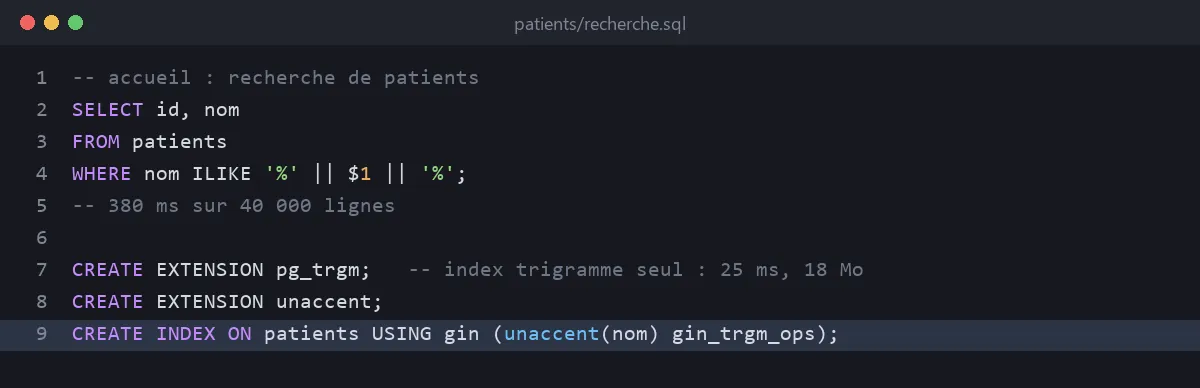 patients/recherche.sql
1 -- accueil : recherche de patients
2 SELECT id, nom
3 FROM patients
4 WHERE nom ILIKE '%' || $1 || '%';
5 -- 380 ms sur 40 000 lignes
6
7 CREATE EXTENSION pg_trgm;   -- index trigramme seul : 25 ms, 18 Mo
8 CREATE EXTENSION unaccent;
9 CREATE INDEX ON patients USING gin (unaccent(nom) gin_trgm_ops);